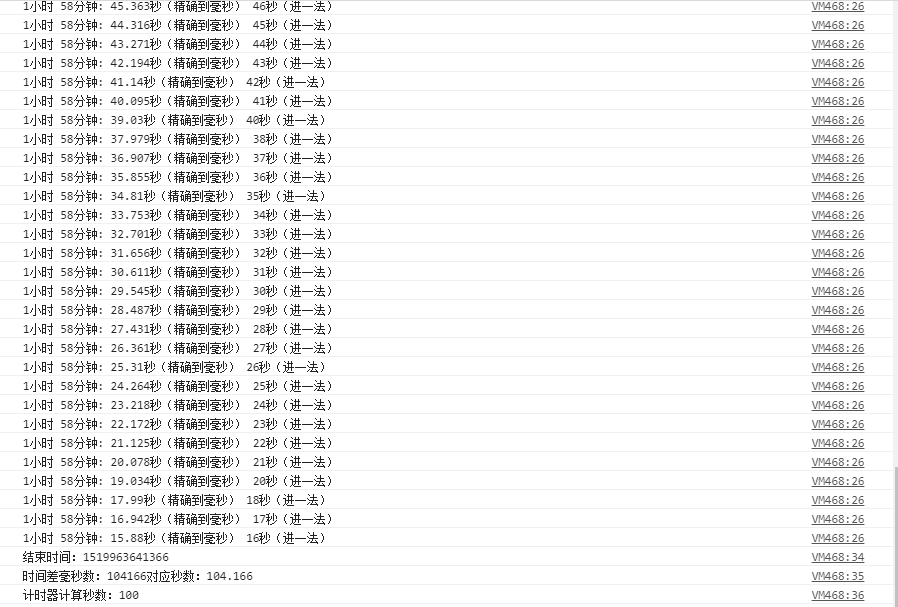 1小时 58分钟: 45.363秒（精确到毫秒） 46秒（进一法） VM468:26
1小时 58分钟: 44.316秒（精确到毫秒） 45秒（进一法） VM468:26
1小时 58分钟: 43.271秒（精确到毫秒） 44秒（进一法） VM468:26
1小时 58分钟: 42.194秒（精确到毫秒） 43秒（进一法） VM468:26
1小时 58分钟: 41.14秒（精确到毫秒） 42秒（进一法） VM468:26
1小时 58分钟: 40.095秒（精确到毫秒） 41秒（进一法） VM468:26
1小时 58分钟: 39.03秒（精确到毫秒） 40秒（进一法） VM468:26
1小时 58分钟: 37.979秒（精确到毫秒） 38秒（进一法） VM468:26
1小时 58分钟: 36.907秒（精确到毫秒） 37秒（进一法） VM468:26
1小时 58分钟: 35.855秒（精确到毫秒） 36秒（进一法） VM468:26
1小时 58分钟: 34.81秒（精确到毫秒） 35秒（进一法） VM468:26
1小时 58分钟: 33.753秒（精确到毫秒） 34秒（进一法） VM468:26
1小时 58分钟: 32.701秒（精确到毫秒） 33秒（进一法） VM468:26
1小时 58分钟: 31.656秒（精确到毫秒） 32秒（进一法） VM468:26
1小时 58分钟: 30.611秒（精确到毫秒） 31秒（进一法） VM468:26
1小时 58分钟: 29.545秒（精确到毫秒） 30秒（进一法） VM468:26
1小时 58分钟: 28.487秒（精确到毫秒） 29秒（进一法） VM468:26
1小时 58分钟: 27.431秒（精确到毫秒） 28秒（进一法） VM468:26
1小时 58分钟: 26.361秒（精确到毫秒） 27秒（进一法） VM468:26
1小时 58分钟: 25.31秒（精确到毫秒） 26秒（进一法） VM468:26
1小时 58分钟: 24.264秒（精确到毫秒） 25秒（进一法） VM468:26
1小时 58分钟: 23.218秒（精确到毫秒） 24秒（进一法） VM468:26
1小时 58分钟: 22.172秒（精确到毫秒） 23秒（进一法） VM468:26
1小时 58分钟: 21.125秒（精确到毫秒） 22秒（进一法） VM468:26
1小时 58分钟: 20.078秒（精确到毫秒） 21秒（进一法） VM468:26
1小时 58分钟: 19.034秒（精确到毫秒） 20秒（进一法） VM468:26
1小时 58分钟: 17.99秒（精确到毫秒） 18秒（进一法） VM468:26
1小时 58分钟: 16.942秒（精确到毫秒） 17秒（进一法） VM468:26
1小时 58分钟: 15.88秒（精确到毫秒） 16秒（进一法） VM468:26
结束时间: 1519963641366 VM468:34
时间差毫秒数: 104166对应秒数: 104.166 VM468:35
计时器计算秒数: 100 VM468:36